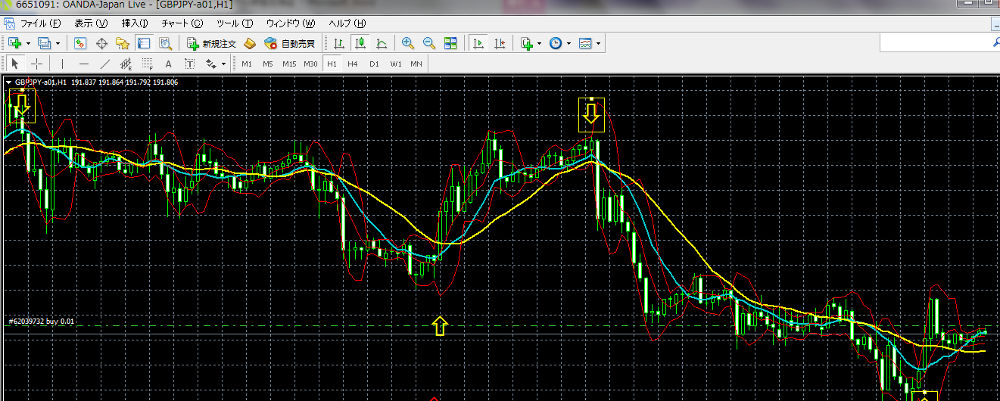 6651091: OANDA-Japan Live - [GBPJPY-a01,H1]
ファイル (F) 表示 (V) 挿入(I) チャート (C) ツール (T) ウィンドウ (W) ヘルプ (H)
新規注文 自動売買
A T M1 M5 M15 M30 H1 H4 D1 W1 MN
GBPJPY-a01,H1 191.837 191.864 191.792 191.806
#62039732 buy 0.01